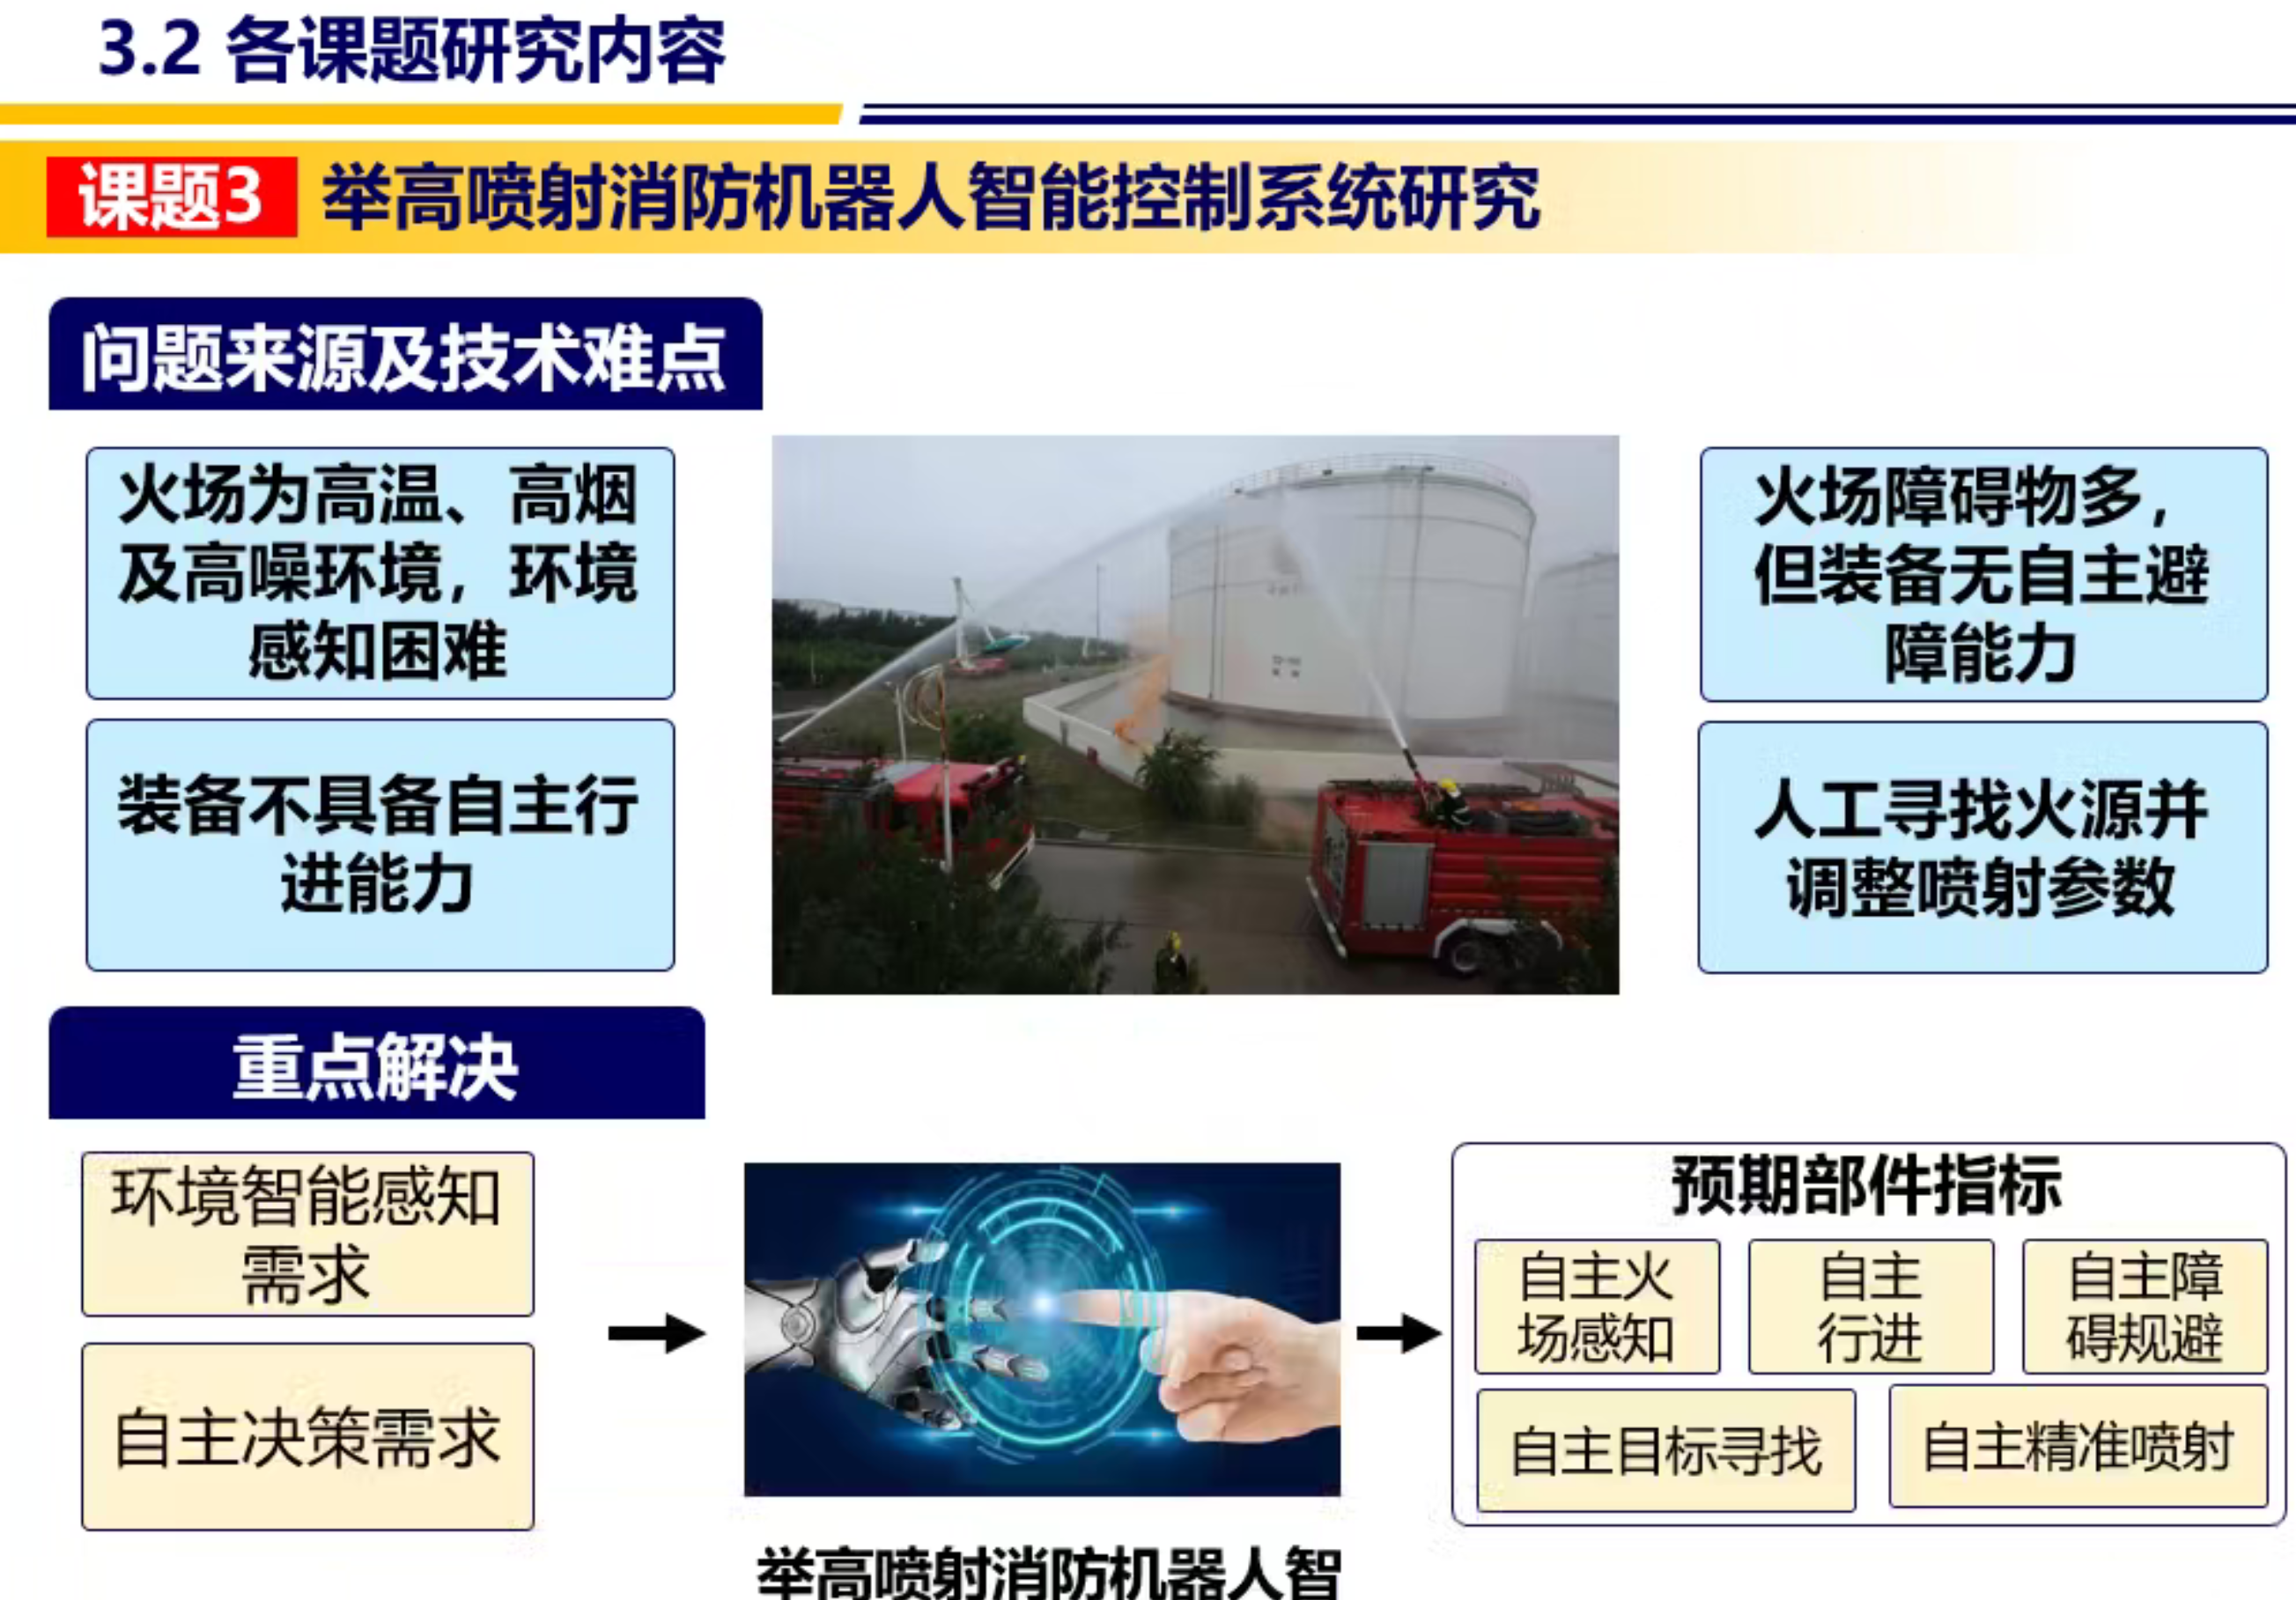 3.2 各课题研究内容
课题3 举高喷射消防机器人智能控制系统研究
问题来源及技术难点
火场为高温、高烟
及高噪环境，环境
感知困难
装备不具备自主行
进能力
火场障碍物多，
但装备无自主避
障能力
人工寻找火源并
调整喷射参数
重点解决
环境智能感知
需求
自主决策需求
举高喷射消防机器人智
预期部件指标
自主火
场感知
自主
行进
自主障
碍规避
自主目标寻找
自主精准喷射